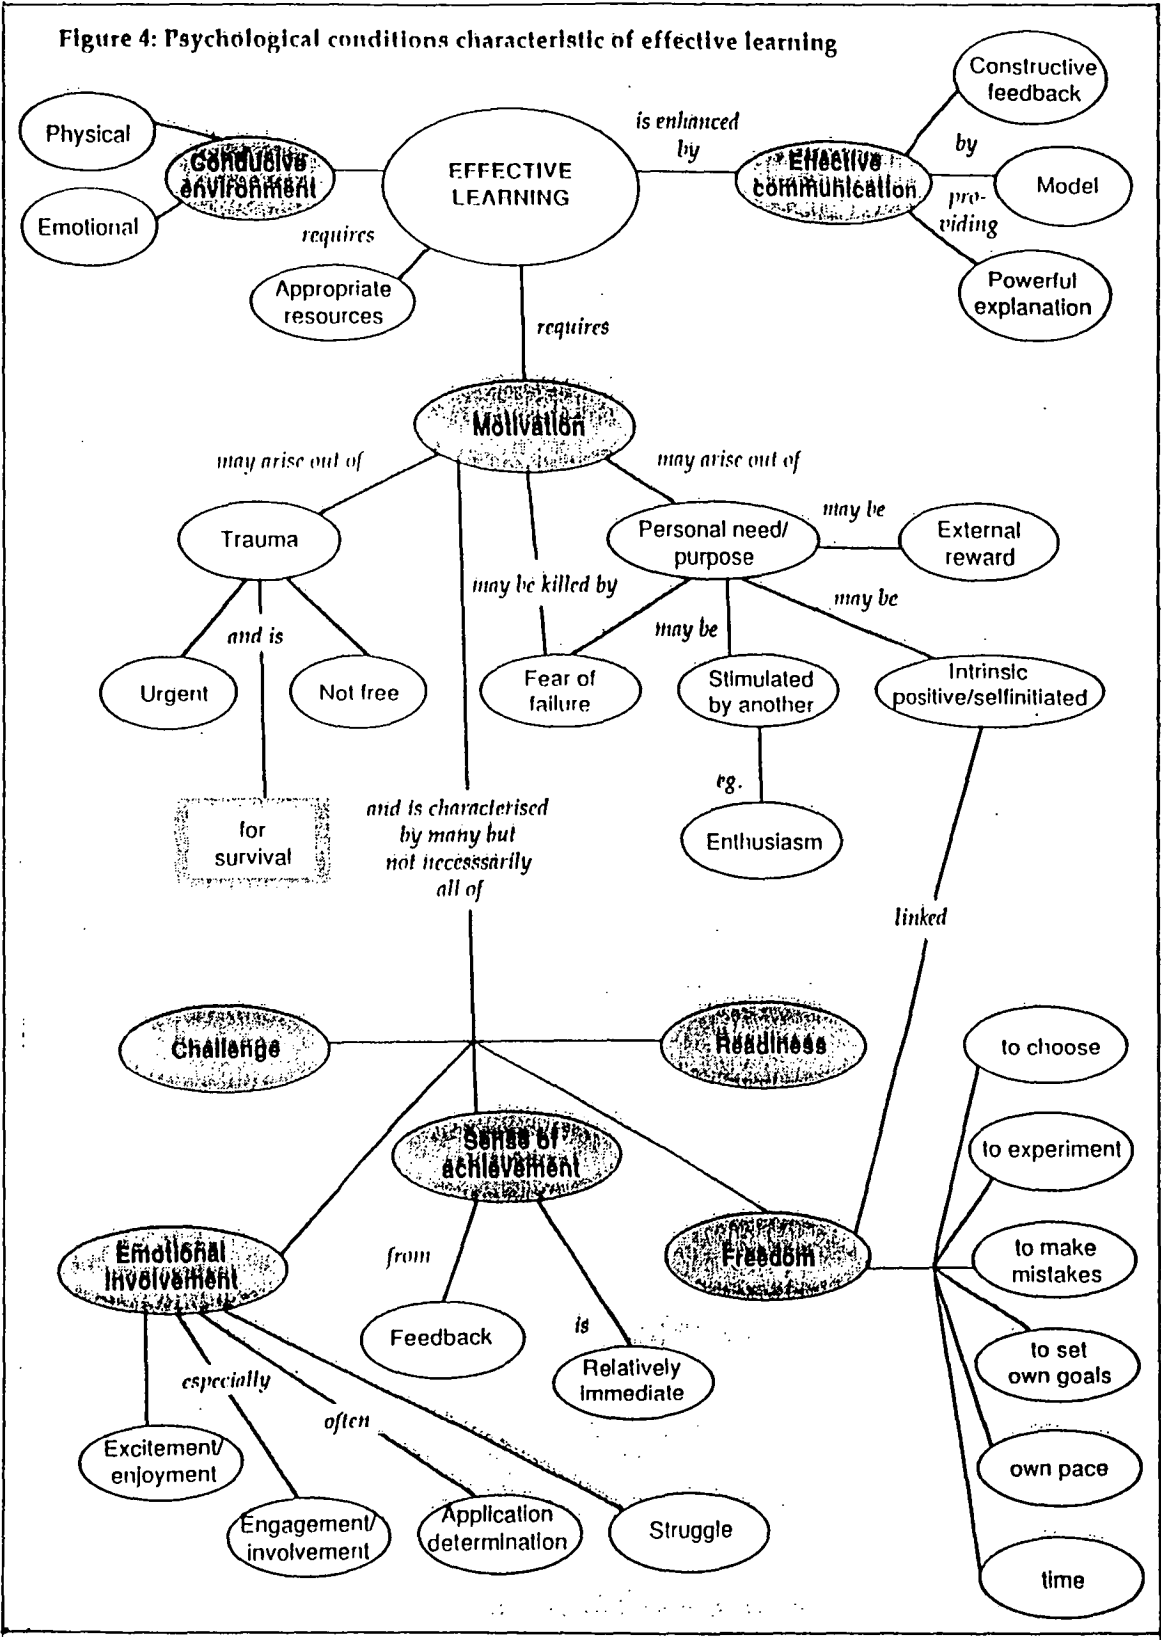 Figure 4: Psychological conditions characteristic of effective learning
Physical
Conducive
environment
Emotional
EFFECTIVE
LEARNING
is enhanced
by
Effective
communication
Constructive
feedback
by
pro-
viding
Model
Powerful
explanation
requires
Appropriate
resources
requires
Motivation
may arise out of
may arise out of
Trauma
Personal need/
purpose
may be
External
reward
and is
may be killed by
may be
may be
Urgent
Not free
Fear of
failure
Stimulated
by another
Intrinsic
positive/selfinitiated
for
survival
and is characterised
by many but
not necesssarily
all of
eg.
Enthusiasm
linked
Challenge
Readiness
to choose
Sense of
achievement
to experiment
Emotional
involvement
from
Freedom
to make
mistakes
Feedback
is
Relatively
immediate
to set
own goals
especially
often
Excitement/
enjoyment
own pace
Engagement/
involvement
Application
determination
Struggle
time